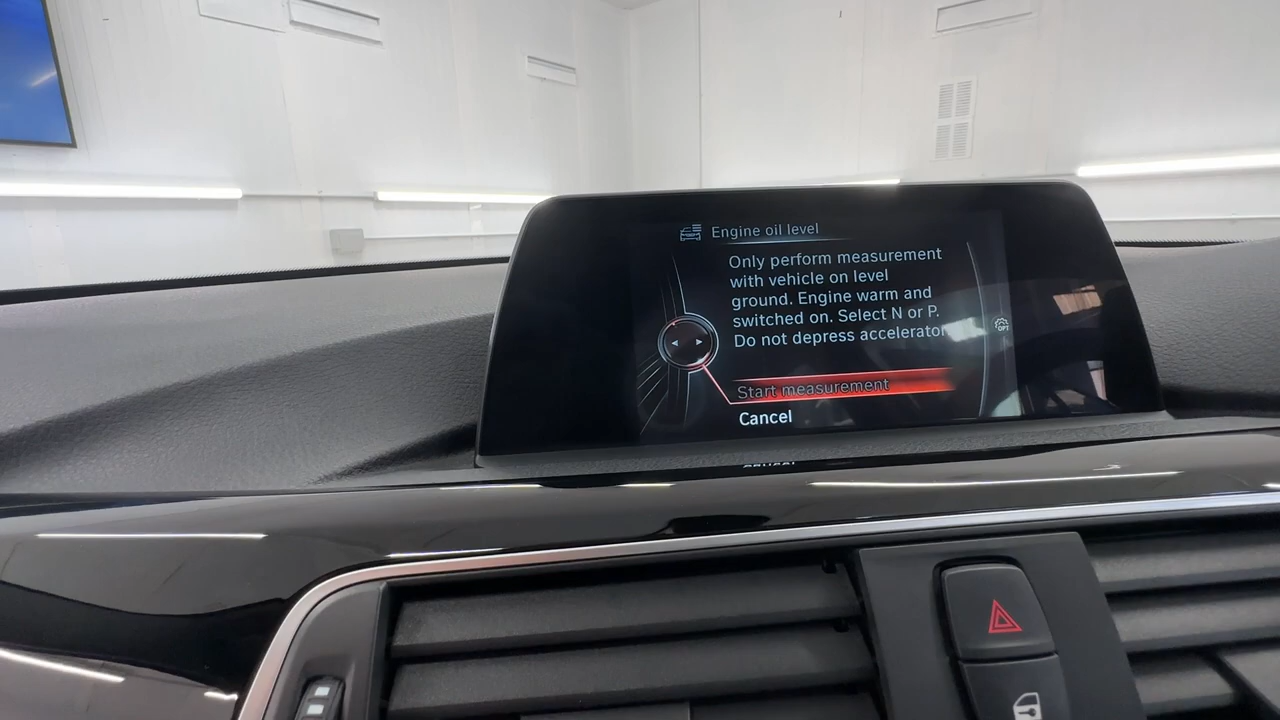 Engine oil level
Only perform measurement
with vehicle on level
ground. Engine warm and
switched on. Select N or P.
Do not depress accelerator
OPT
Start measurement
Cancel